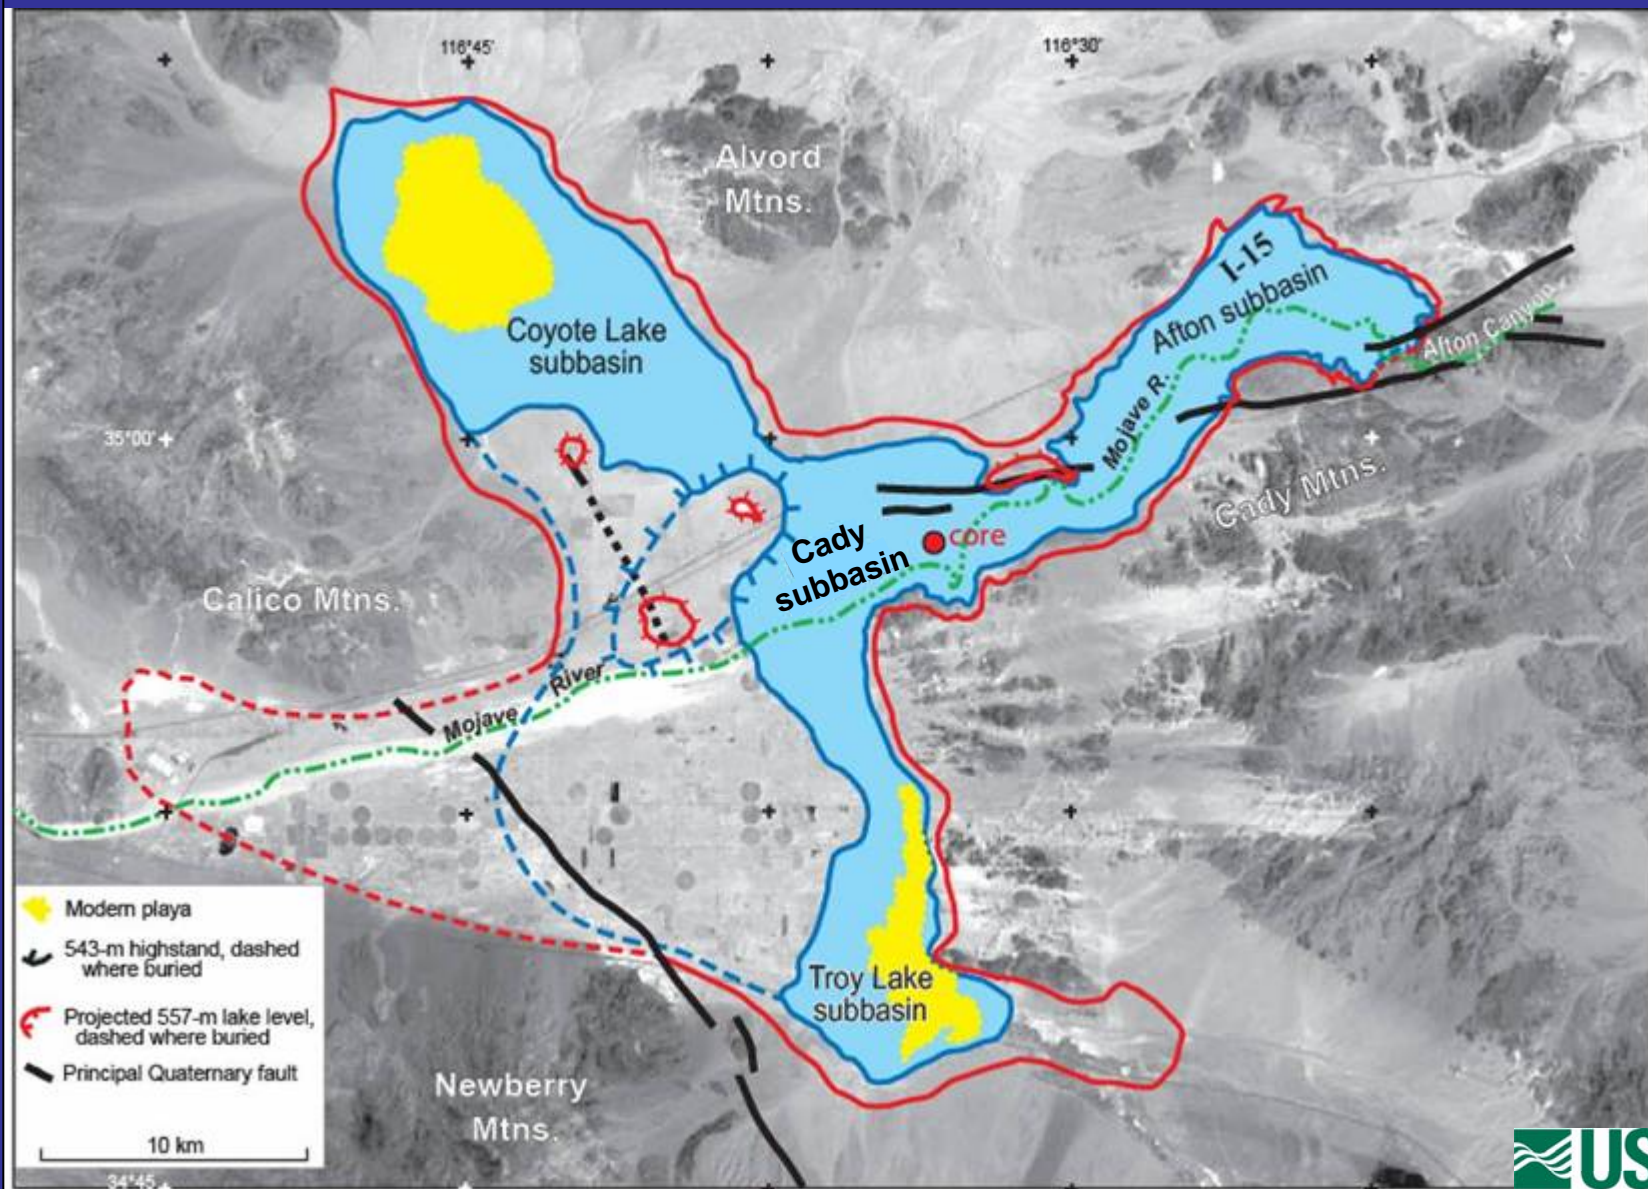 116°45'
116°30'
Alvord
Mtns.
I-15
Afton subbasin
Coyote Lake
subbasin
Afton Canyon
Mojave R.
35°00'
Cady Mtns.
Cady
subbasin
core
Calico Mtns.
Mojave River
Troy Lake
subbasin
Newberry
Mtns.
Modern playa
543-m highstand, dashed
where buried
Projected 557-m lake level,
dashed where buried
Principal Quaternary fault
10 km
34°45